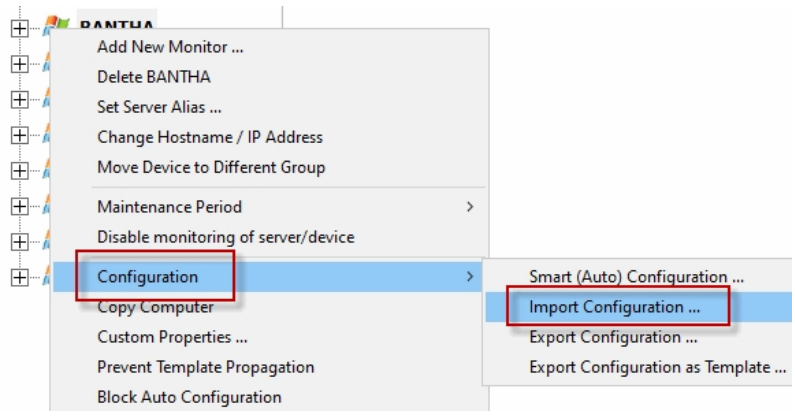 BANTHA
Add New Monitor ...
Delete BANTHA
Set Server Alias ...
Change Hostname / IP Address
Move Device to Different Group
Maintenance Period
Disable monitoring of server/device
Configuration
Copy Computer
Custom Properties ...
Prevent Template Propagation
Block Auto Configuration
Smart (Auto) Configuration ...
Import Configuration ...
Export Configuration ...
Export Configuration as Template ...